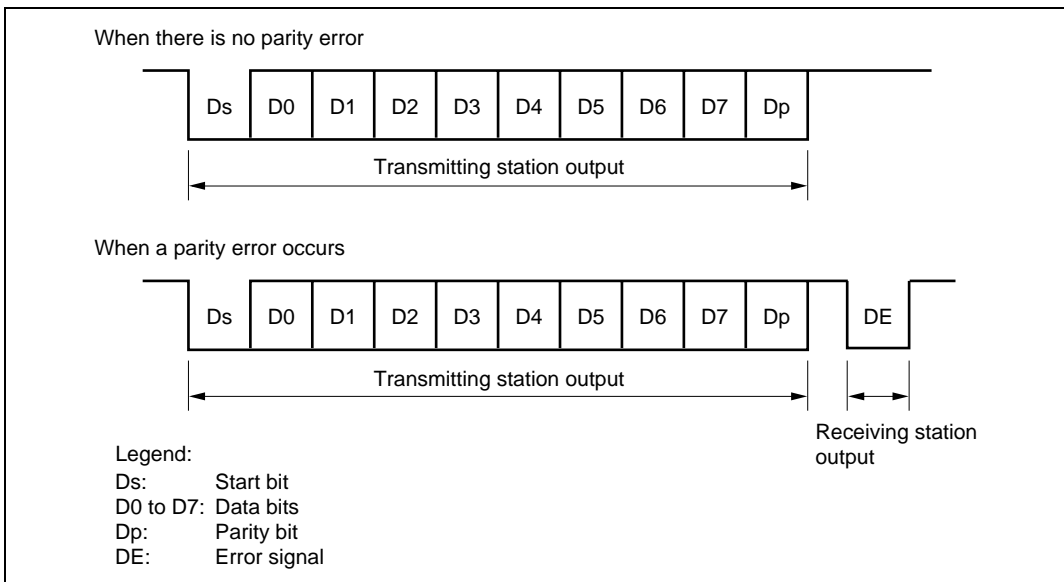 When there is no parity error
Ds D0 D1 D2 D3 D4 D5 D6 D7 Dp
Transmitting station output
When a parity error occurs
Ds D0 D1 D2 D3 D4 D5 D6 D7 Dp DE
Transmitting station output
Receiving station
output
Legend:
Ds: Start bit
D0 to D7: Data bits
Dp: Parity bit
DE: Error signal